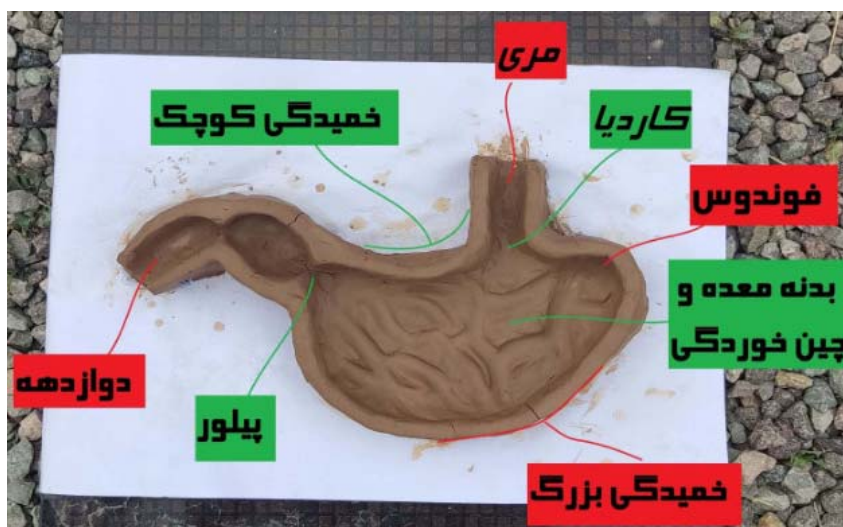 مری
خمیدگی کوچک
کاردیا
فوندوس
بدنه معده و
چین خوردگی
دوازدهه
پیلور
خمیدگی بزرگ